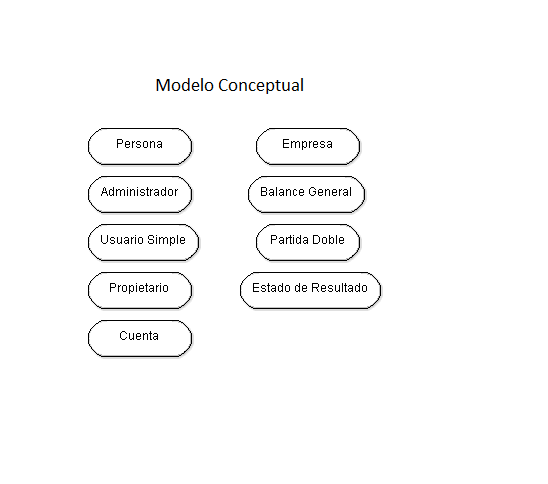 Modelo Conceptual
Persona
Empresa
Administrador
Balance General
Usuario Simple
Partida Doble
Propietario
Estado de Resultado
Cuenta